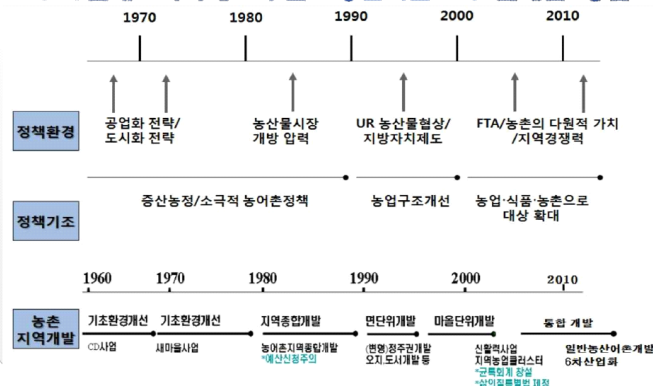 1970 1980 1990 2000 2010
정책환경
공업화 전략/
도시화 전략
농산물시장
개방 압력
UR 농산물협상/
지방자치제도
FTA/농촌의 다원적 가치
/지역경쟁력
정책기조
증산농정/소극적 농어촌정책
농업구조개선
농업·식품·농촌으로
대상 확대
1960 1970 1980 1990 2000 2010
농촌
지역개발
기초환경개선
CD사업
기초환경개선
새마을사업
지역종합개발
농어촌지역종합개발
*예산신청주의
면단위개발
(면형)정주권개발
오지.도서개발 등
마을단위개발
신활력사업
지역농업클러스터
*균특회계 창설
*삶의질특별법 제정
통합 개발
일반농산어촌개발
6차산업화